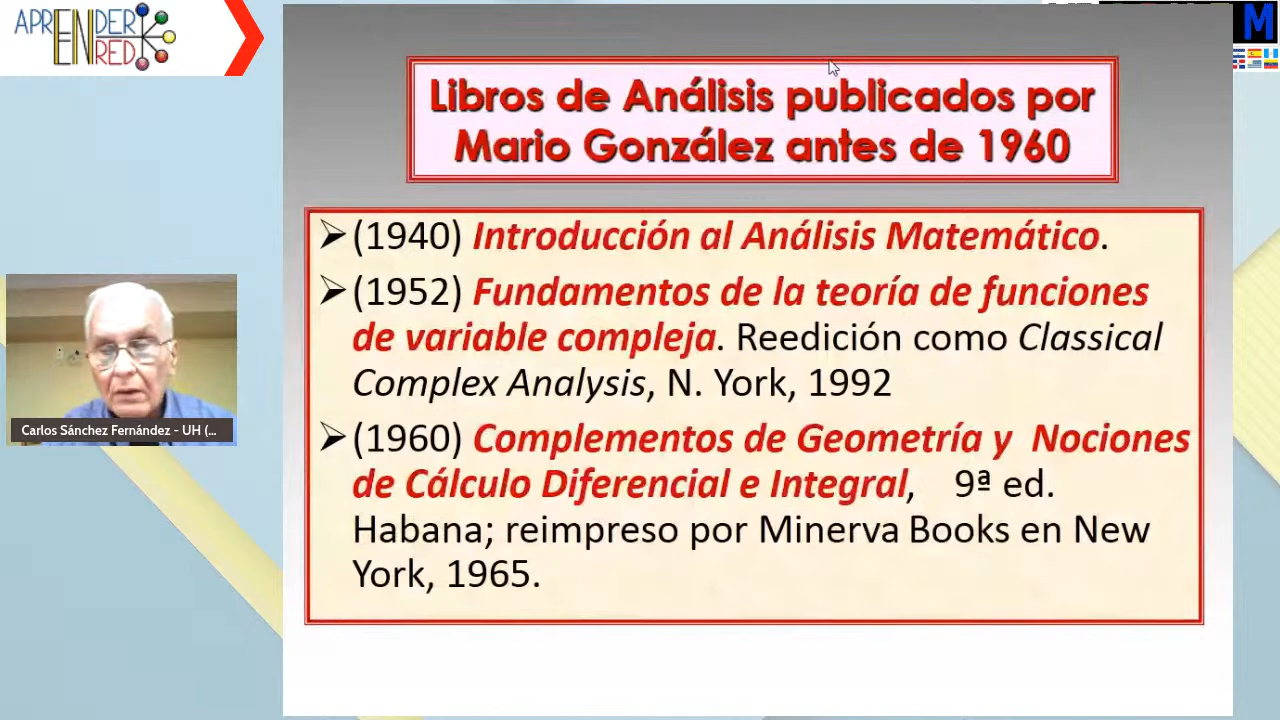 APRENDER
EN RED
M
Libros de Análisis publicados por
Mario González antes de 1960
➢(1940) Introducción al Análisis Matemático.
➢(1952) Fundamentos de la teoría de funciones
de variable compleja. Reedición como Classical
Complex Analysis, N. York, 1992
➢(1960) Complementos de Geometría y Nociones
de Cálculo Diferencial e Integral, 9ª ed.
Habana; reimpreso por Minerva Books en New
York, 1965.
Carlos Sánchez Fernández - UH (...